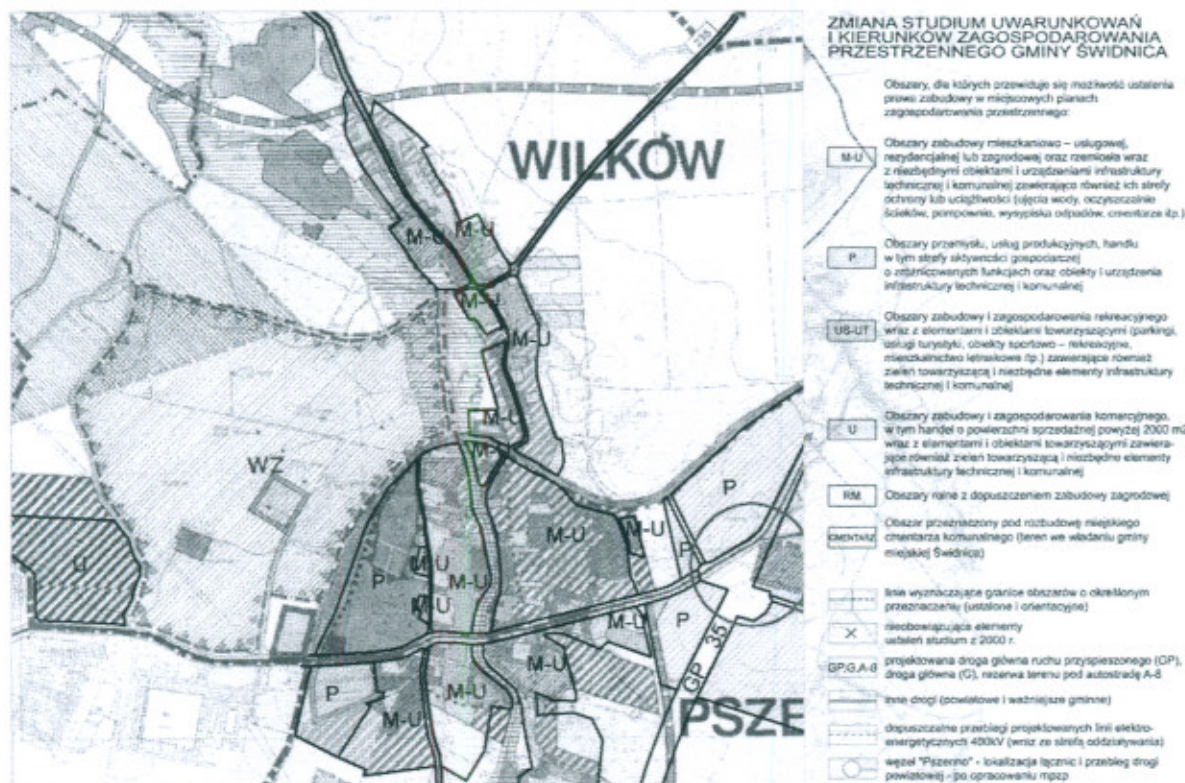 ZMIANA STUDIUM UWARUNKOWAŃ
I KIERUNKÓW ZAGOSPODAROWANIA
PRZESTRZENNEGO GMINY ŚWIDNICA
Obszary, dla których przewiduje się możliwość ustalenia
prawa zabudowy w miejscowych planach
zagospodarowania przestrzennego:
M-U
Obszary zabudowy mieszkaniowo – usługowej,
rezydencjalnej lub zagrodowej oraz rzemiosła wraz
z niezbędnymi obiektami i urządzeniami infrastruktury
technicznej i komunalnej zawierające również ich strefy
ochrony lub uciążliwości (ujęcia wody, oczyszczalnie
ścieków, pompownie, wysypiska odpadów, cmentarze itp.)
P
Obszary przemysłu, usług produkcyjnych, handlu
w tym strefy aktywności gospodarczej
o zróżnicowanych funkcjach oraz obiekty i urządzenia
infrastruktury technicznej i komunalnej
US-UT
Obszary zabudowy i zagospodarowania rekreacyjnego
wraz z elementami i obiektami towarzyszącymi (parkingi,
usługi turystyki, obiekty sportowo – rekreacyjne,
mieszkalnictwo letniskowe itp.) zawierające również
zieleń towarzyszącą i niezbędne elementy infrastruktury
technicznej i komunalnej
U
Obszary zabudowy i zagospodarowania komercyjnego,
w tym handel o powierzchni sprzedażnej powyżej 2000 m2
wraz z elementami i obiektami towarzyszącymi zawiera-
jące również zieleń towarzyszącą i niezbędne elementy
infrastruktury technicznej i komunalnej
RM
Obszary rolne z dopuszczeniem zabudowy zagrodowej
CMENTARZ
Obszar przeznaczony pod rozbudowę miejskiego
cmentarza komunalnego (teren we władaniu gminy
miejskiej Świdnica)
linie wyznaczające granice obszarów o określonym
przeznaczeniu (ustalone i orientacyjne)
nieobowiązujące elementy
ustaleń studium z 2000 r.
GP,G,A-8
projektowana droga główna ruchu przyspieszonego (GP),
droga główna (G), rezerwa terenu pod autostradę A-8
inne drogi (powiatowe i ważniejsze gminne)
dopuszczalne przebiegi projektowanych linii elektro-
energetycznych 400kV (wraz ze strefą oddziaływania)
węzeł "Pszenno" - lokalizacja łącznic i przebieg drogi
powiatowej - po opracowaniu mpzp
WILKÓW
M-U
M-U
M-U
M-U
M-U
WZ
P
M-U
M-U
U
P
M-U
M-U
P
M-U
P
M-U
M-U
P
M-U
M-U
GP 35
PSZE